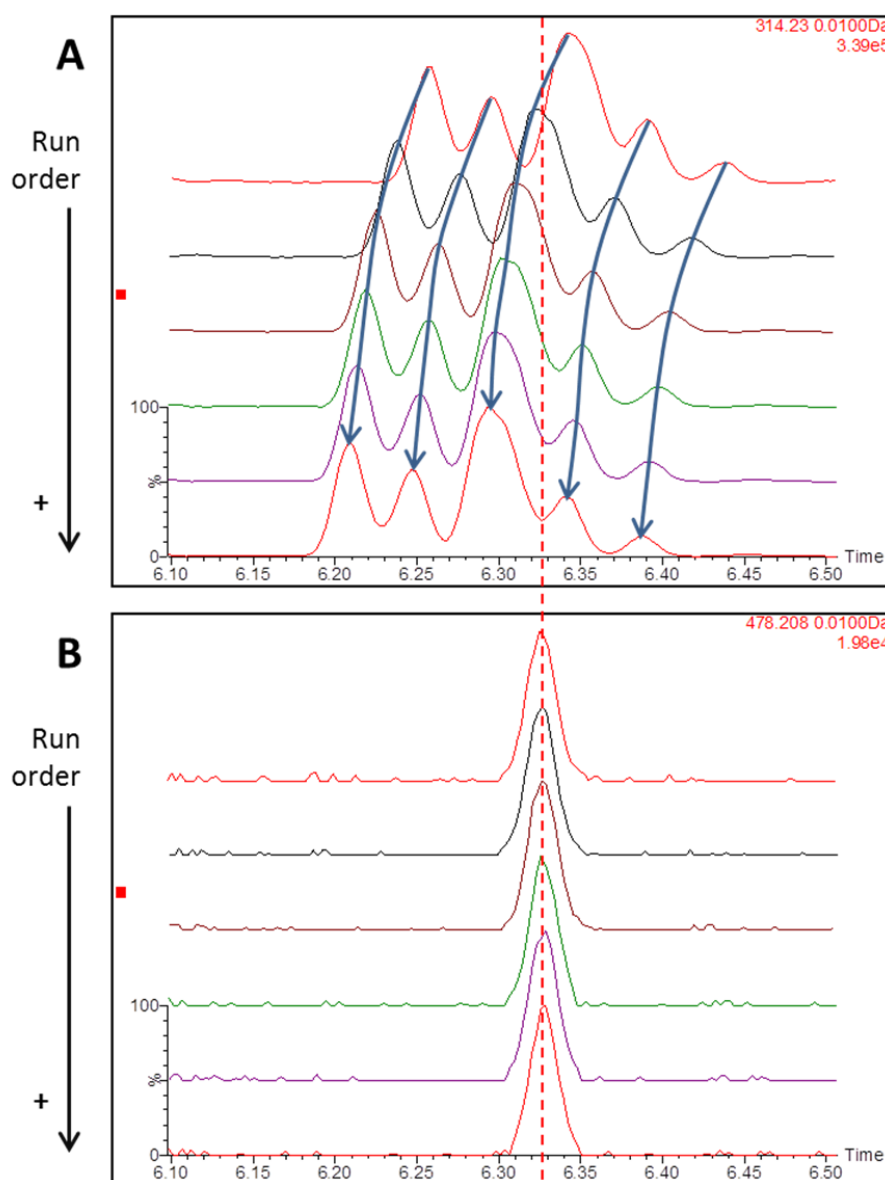 A
314.23 0.0100Da
3.39e5
Run
order
100
%
+
0
Time
6.10 6.15 6.20 6.25 6.30 6.35 6.40 6.45 6.50
B
478.208 0.0100Da
1.98e4
Run
order
100
%
+
0
Time
6.10 6.15 6.20 6.25 6.30 6.35 6.40 6.45 6.50